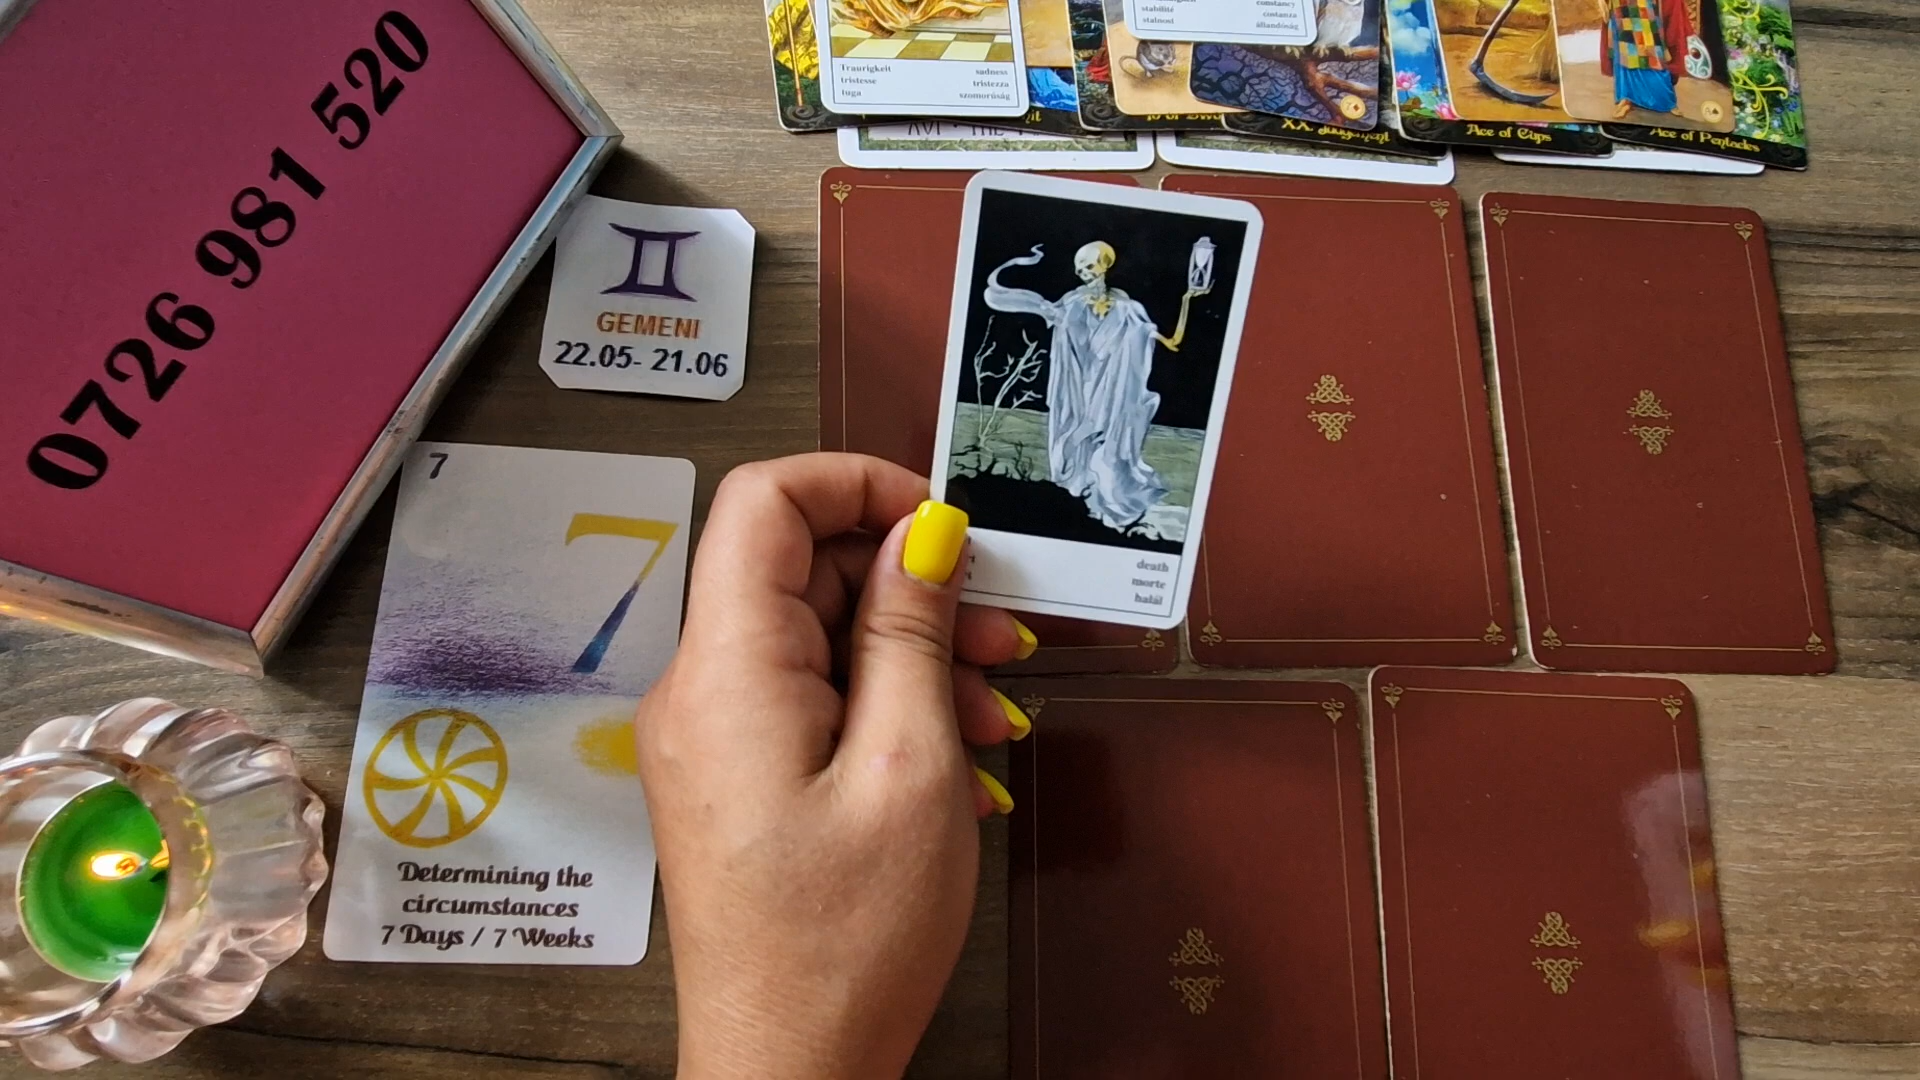 0726 981 520
GEMENI
22.05- 21.06
7
7
Determining the
circumstances
7 Days / 7 Weeks
Traurigkeit
tristesse
tuga
sadness
tristezza
szomorúság
stabilité
stalnost
constancy
costanza
állandóság
XX. Judgement
Ace of Cups
Ace of Pentacles
death
morte
halál